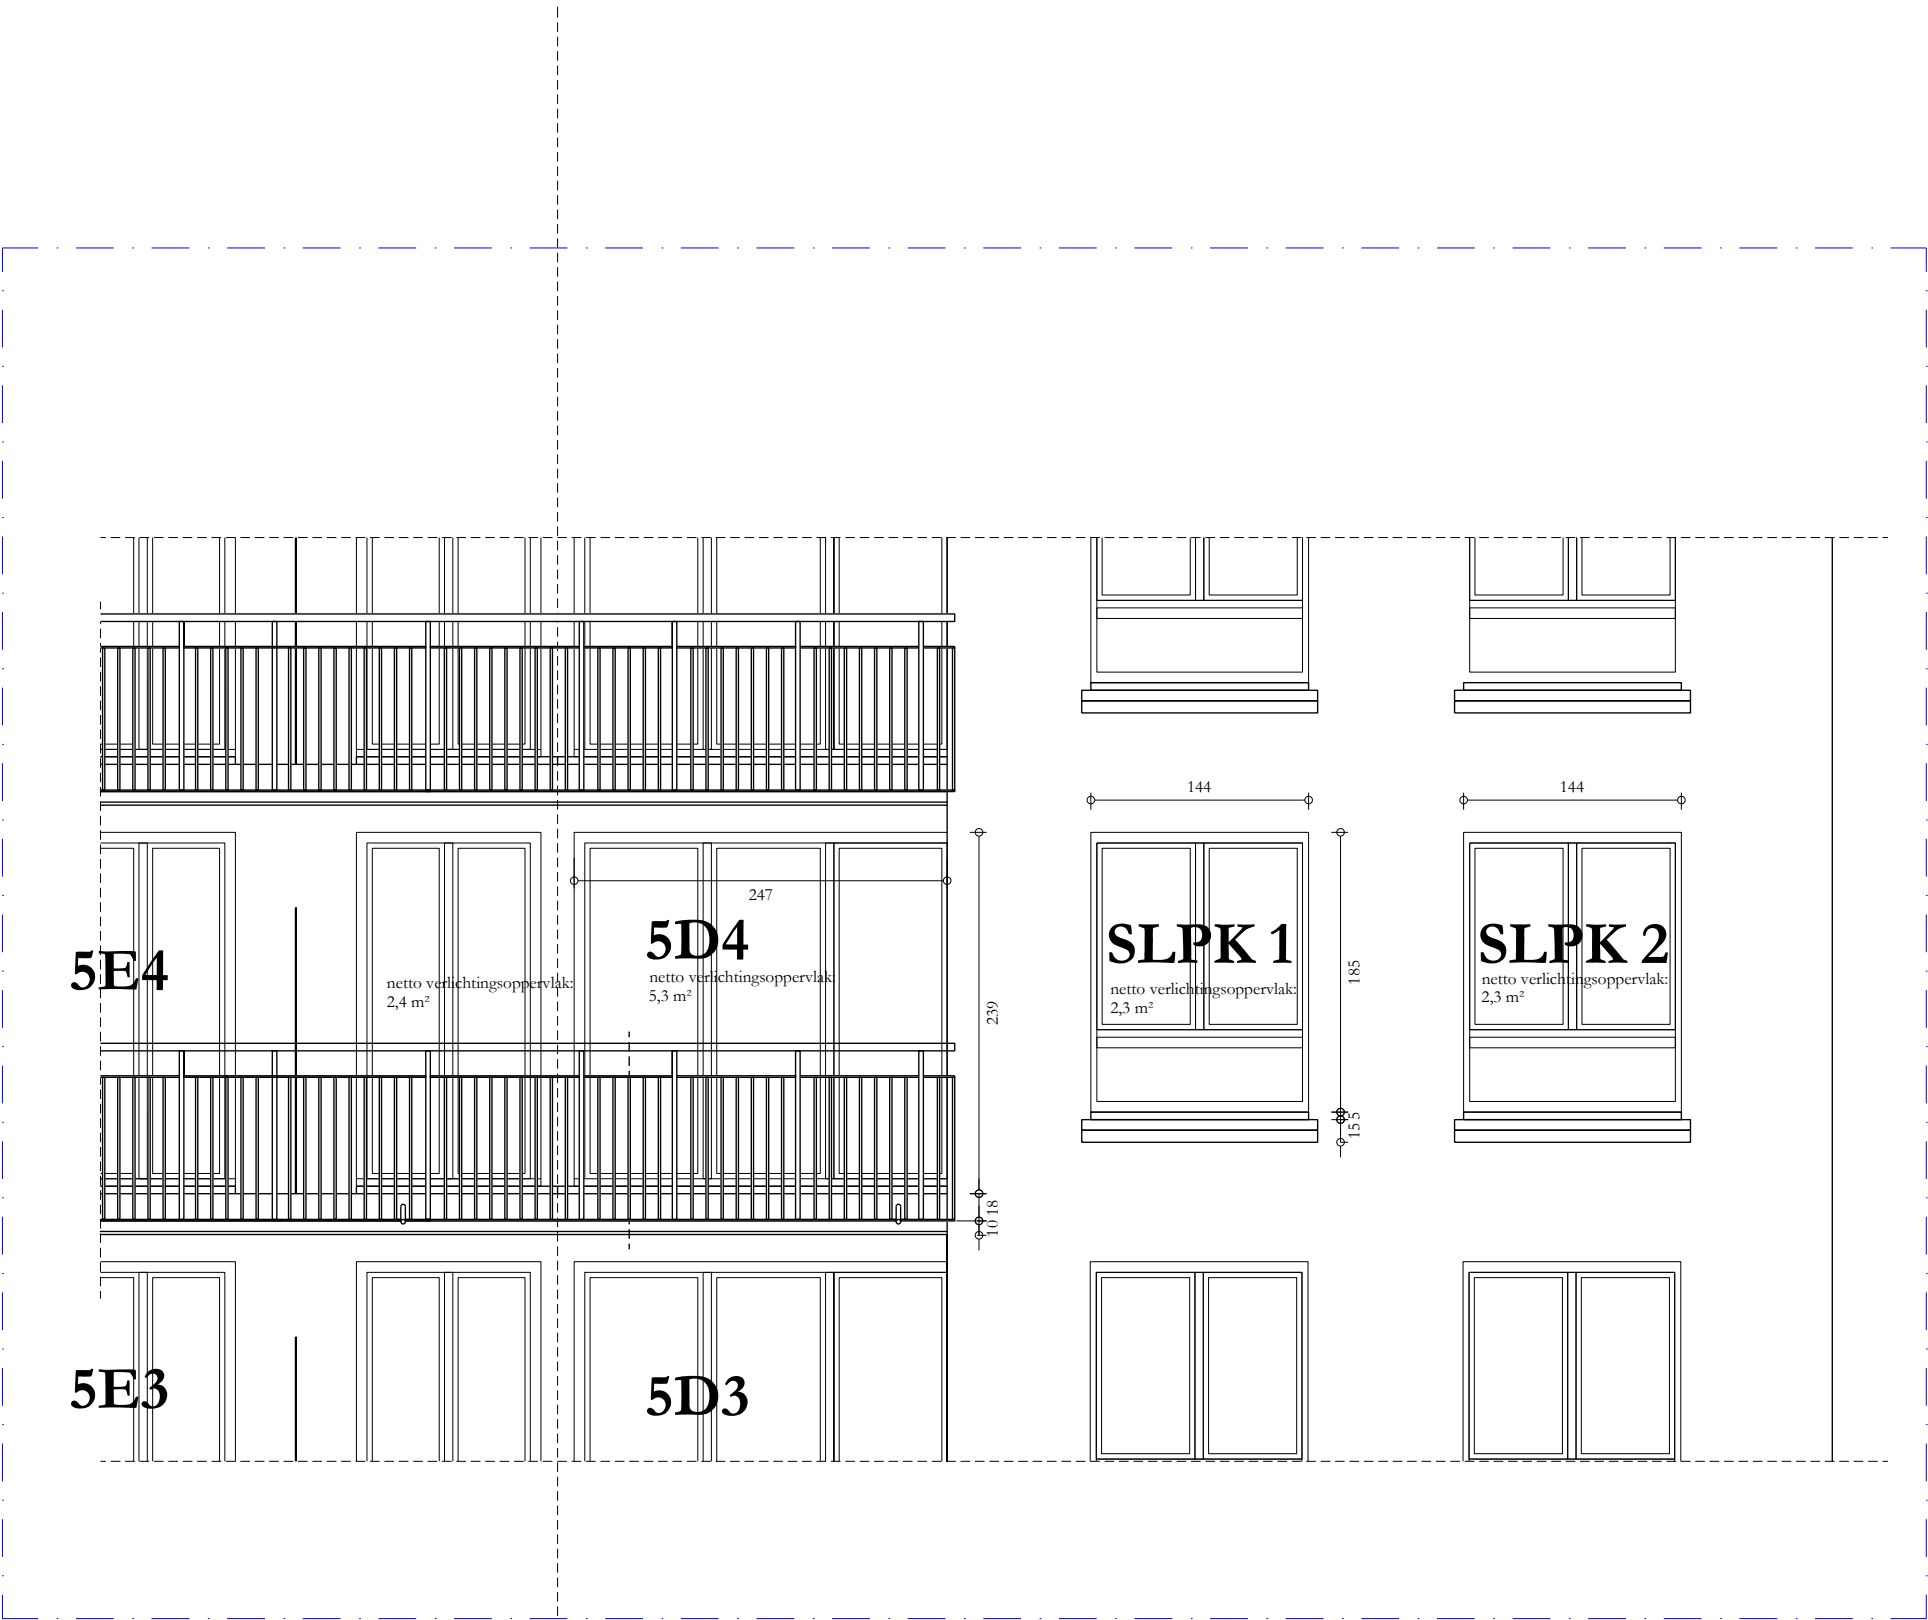 144
144
247
5D4
netto verlichtingsoppervlak:
5,3 m²
5E4
netto verlichtingsoppervlak:
2,4 m²
239
18
10
SLPK 1
netto verlichtingsoppervlak:
2,3 m²
185
5
15
SLPK 2
netto verlichtingsoppervlak:
2,3 m²
5E3
5D3